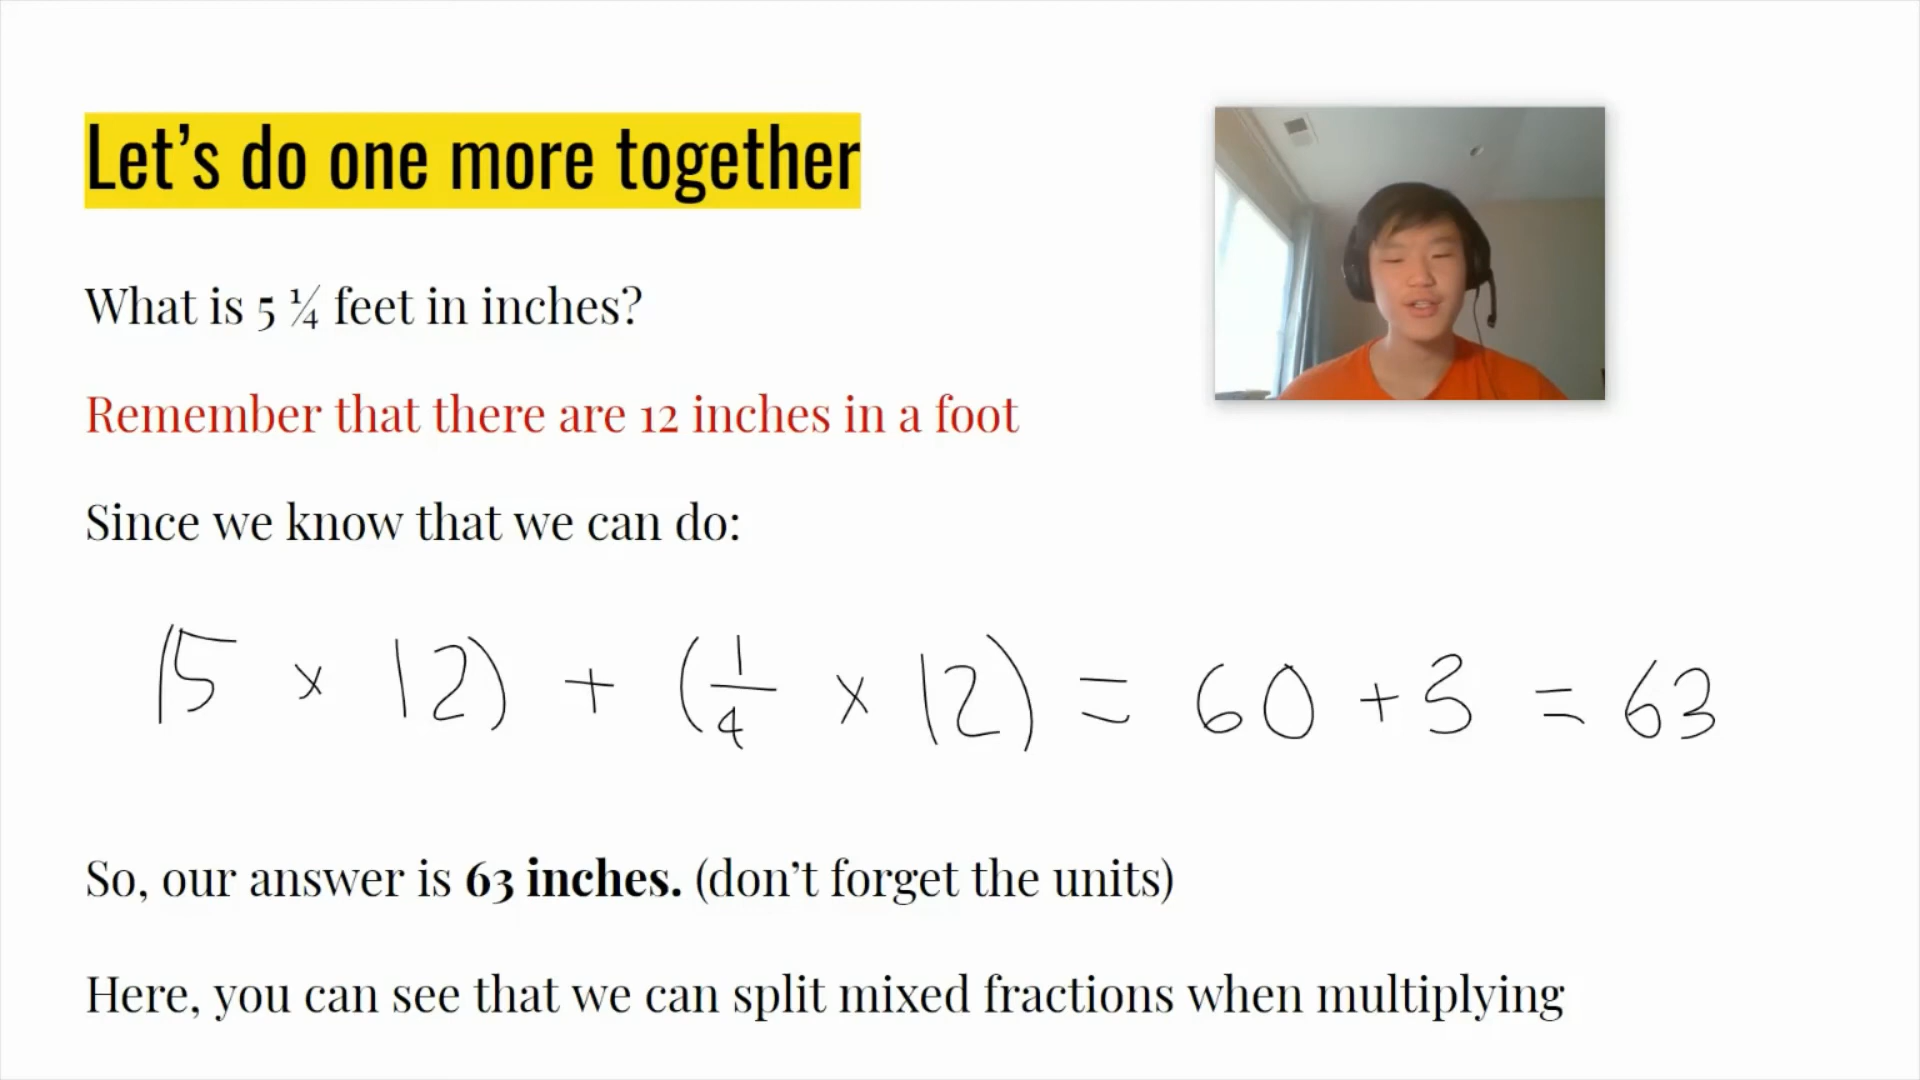 Let's do one more together
What is 5 ¼ feet in inches?
Remember that there are 12 inches in a foot
Since we know that we can do:
(5 × 12) + (1/4 × 12) = 60 + 3 = 63
So, our answer is 63 inches. (don't forget the units)
Here, you can see that we can split mixed fractions when multiplying